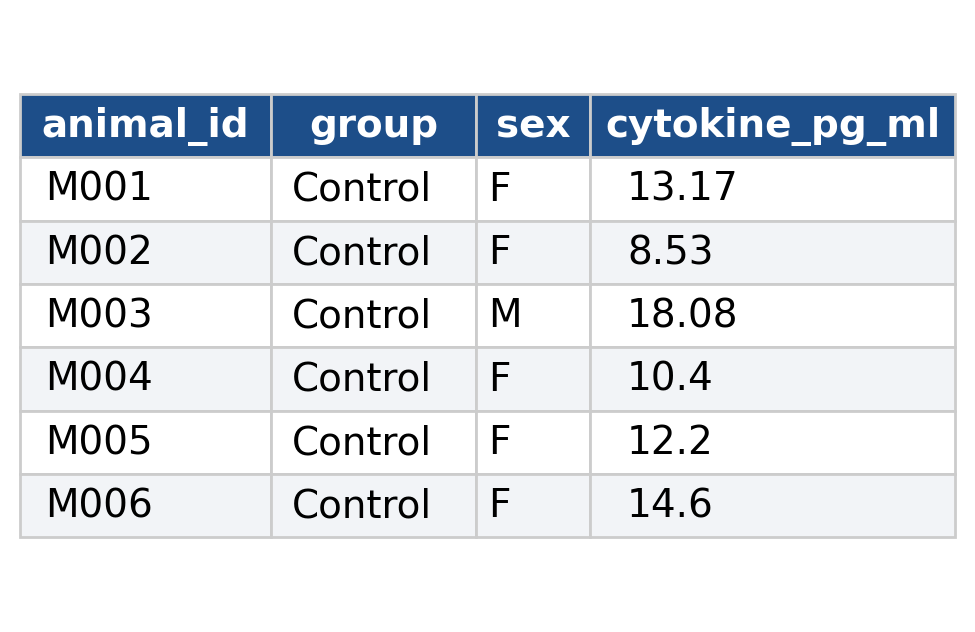 animal_id group sex cytokine_pg_ml
M001 Control F 13.17
M002 Control F 8.53
M003 Control M 18.08
M004 Control F 10.4
M005 Control F 12.2
M006 Control F 14.6